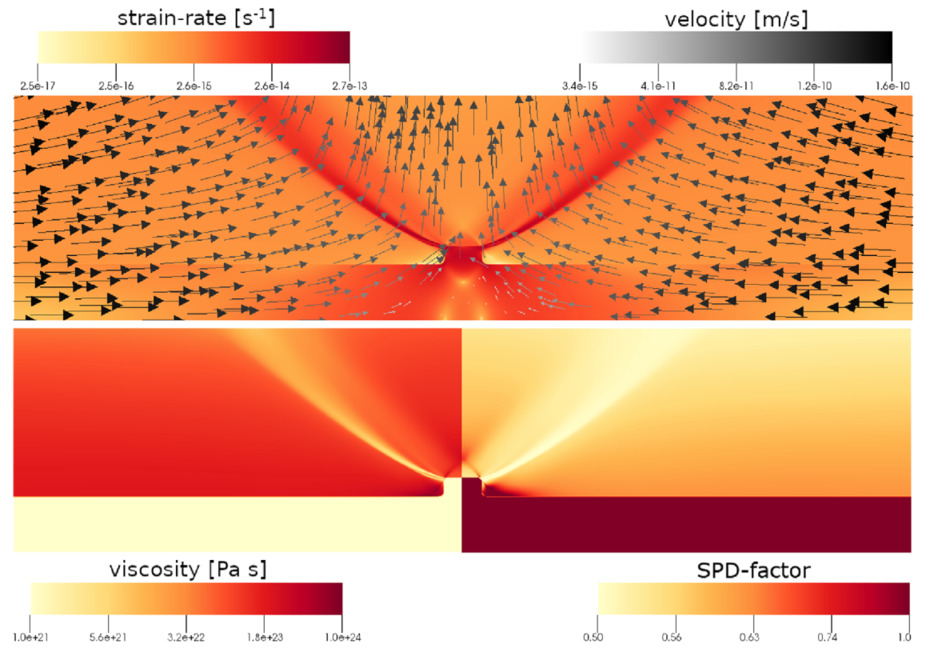 strain-rate [s-1] velocity [m/s]
2.5e-17 2.5e-16 2.6e-15 2.6e-14 2.7e-13 3.4e-15 4.1e-11 8.2e-11 1.2e-10 1.6e-10
viscosity [Pa s] SPD-factor
1.0e+21 5.6e+21 3.2e+22 1.8e+23 1.0e+24 0.50 0.56 0.63 0.74 1.0